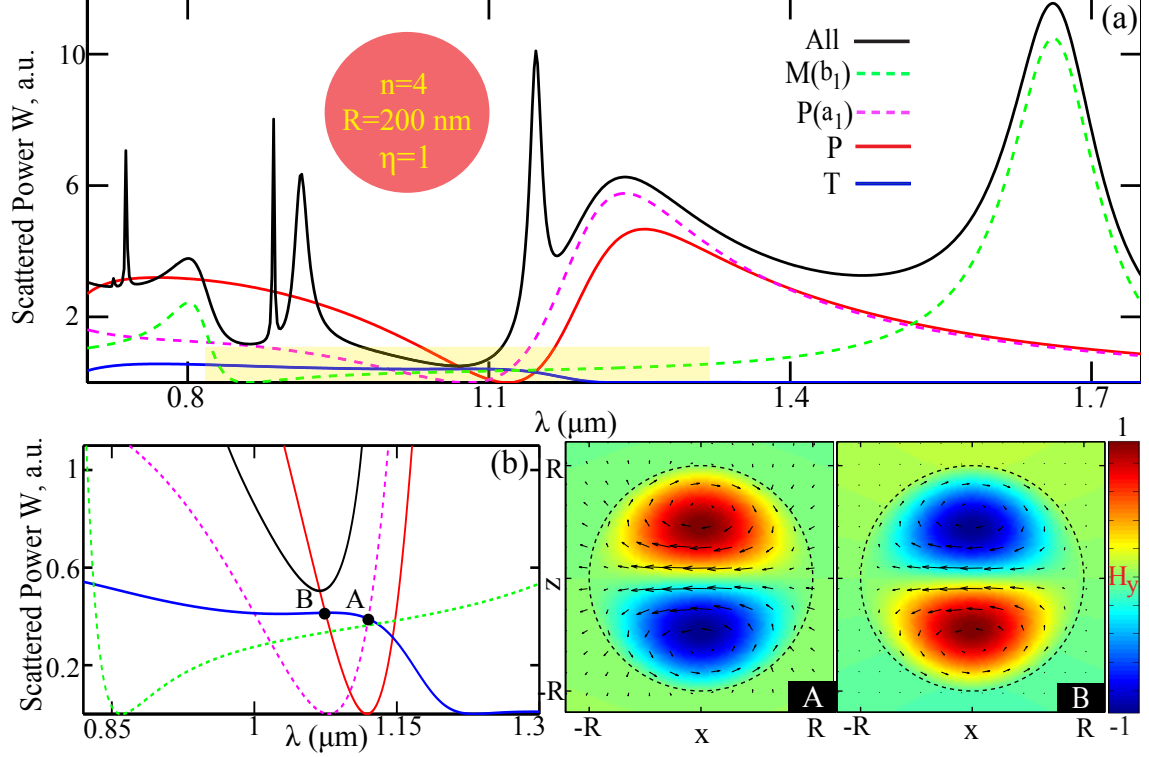 (a)
Scattered Power W, a.u.
10
6
2
n=4
R=200 nm
η=1
All
M(b₁)
P(a₁)
P
T
0.8
1.1
1.4
1.7
λ (μm)
(b)
Scattered Power W, a.u.
1
0.6
0.2
B
A
0.85
1
1.15
1.3
λ (μm)
R
z
-R
-R
x
R
A
-R
x
R
B
1
Hy
-1